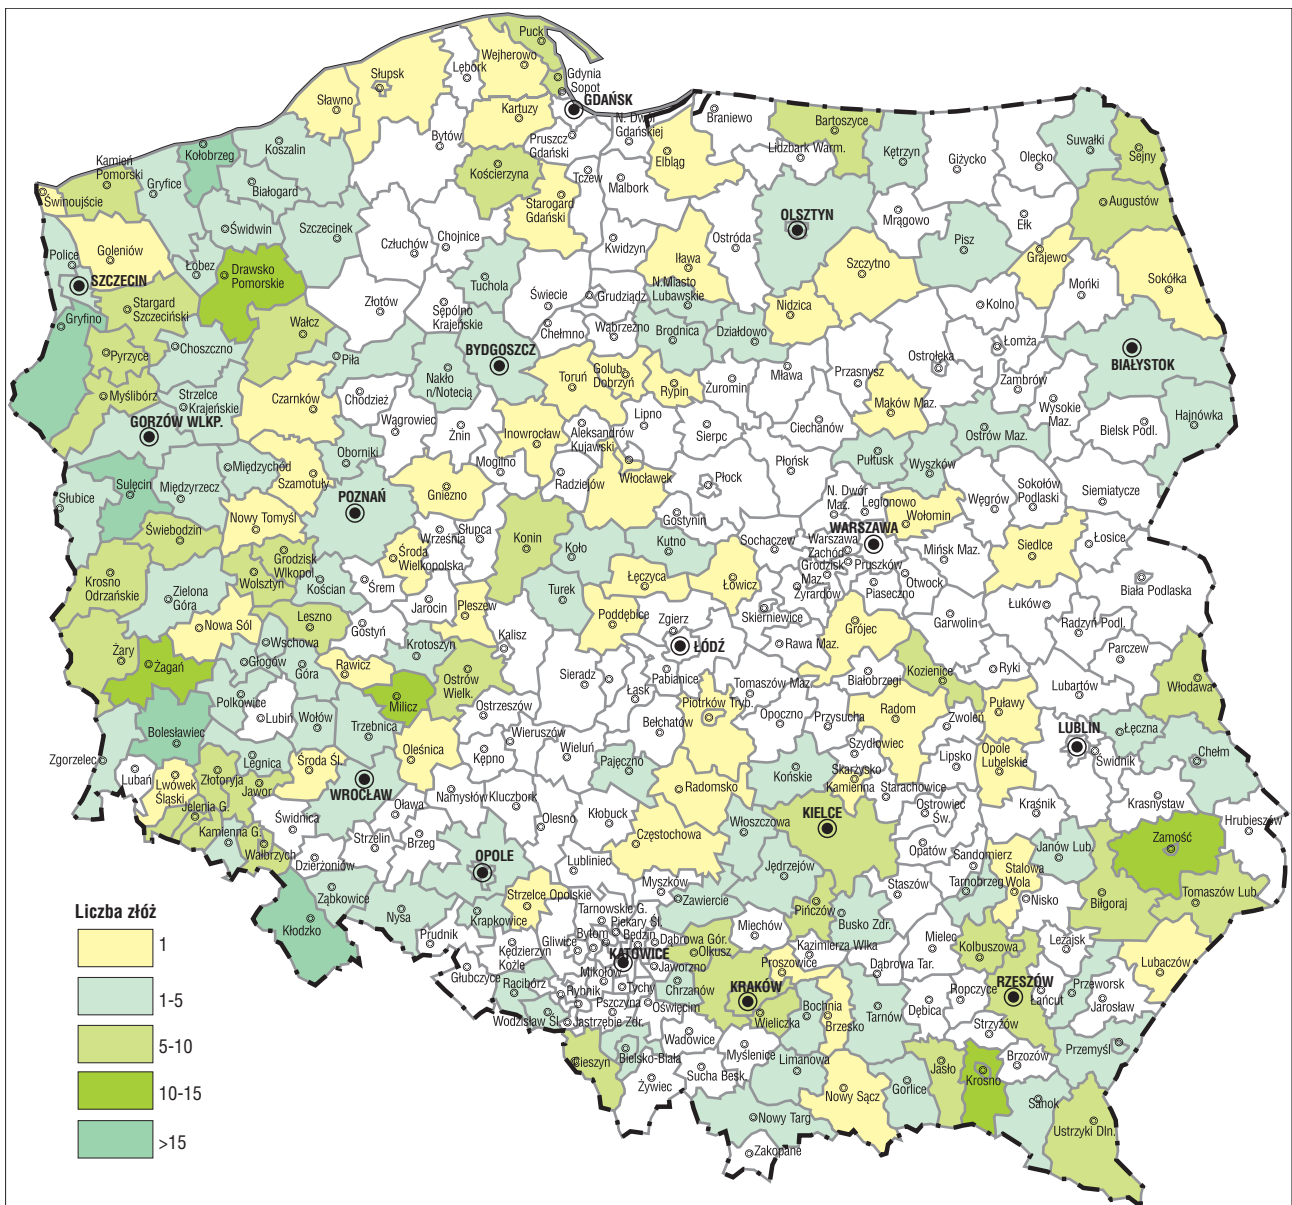 Puck
Wejherowo
Lębork
Gdynia
Sopot
GDAŃSK
Słupsk
Sławno
Kartuzy
Bytów
Pruszcz
Gdański
N. Dwór
Gdańskiej
Braniewo
Bartoszyce
Lidzbark Warm.
Kętrzyn
Giżycko
Olecko
Suwałki
Sejny
Elbląg
Kołobrzeg
Koszalin
Kamień
Pomorski
Gryfice
Białogard
Kościerzyna
Tczew
Malbork
Starogard
Gdański
Świnoujście
Augustów
OLSZTYN
Mrągowo
Ełk
Świdwin
Szczecinek
Człuchów
Chojnice
Kwidzyn
Ostróda
Pisz
Grajewo
Goleniów
Police
SZCZECIN
Łobez
Drawsko
Pomorskie
Iława
Szczytno
Mońki
Sokółka
Tuchola
N.Miasto
Lubawskie
Złotów
Świecie
Grudziądz
Nidzica
Kolno
Stargard
Szczeciński
Gryfino
Wałcz
Sępólno
Krajeńskie
Chełmno
Wąbrzeźno
Brodnica
Działdowo
Łomża
BIAŁYSTOK
Pyrzyce
Choszczno
Piła
BYDGOSZCZ
Ostrołęka
Nakło
n/Notecią
Toruń
Golub
Dobrzyń
Rypin
Żuromin
Mława
Przasnysz
Zambrów
Myślibórz
Strzelce
Krajeńskie
Czarnków
Chodzież
Maków Maz.
Wysokie
Maz.
Hajnówka
GORZÓW WLKP.
Wągrowiec
Żnin
Inowrocław
Aleksandrów
Kujawski
Lipno
Sierpc
Ciechanów
Ostrów Maz.
Bielsk Podl.
Oborniki
Mogilno
Radziejów
Włocławek
Płock
Płońsk
Pułtusk
Wyszków
Sulęcin
Międzyrzecz
Międzychód
Szamotuły
Gniezno
Słubice
POZNAŃ
Nowy Tomyśl
Gostynin
N. Dwór
Maz.
Legionowo
Wołomin
Węgrów
Sokołów
Podlaski
Siemiatycze
Świebodzin
Września
Słupca
Konin
Koło
Kutno
Sochaczew
WARSZAWA
Warszawa
Zachód
Mińsk Maz.
Siedlce
Łosice
Krosno
Odrzańskie
Grodzisk
Wlkopol.
Wolsztyn
Kościan
Środa
Wielkopolska
Śrem
Grodzisk
Maz.
Pruszków
Piaseczno
Otwock
Zielona
Góra
Jarocin
Turek
Łęczyca
Łowicz
Żyrardów
Biała Podlaska
Nowa Sól
Leszno
Gostyń
Pleszew
Poddębice
Zgierz
Skierniewice
Grójec
Garwolin
Łuków
Radzyń Podl.
Żary
Żagań
Wschowa
Głogów
Góra
Rawicz
Krotoszyn
Kalisz
ŁÓDŹ
Rawa Maz.
Parczew
Ostrów
Wielk.
Sieradz
Łask
Pabianice
Tomaszów Maz.
Białobrzegi
Kozienice
Ryki
Lubartów
Włodawa
Polkowice
Lubiń
Wołów
Milicz
Ostrzeszów
Bełchatów
Piotrków Tryb.
Opoczno
Przysucha
Radom
Zwoleń
Puławy
LUBLIN
Łęczna
Bolesławiec
Trzebnica
Oleśnica
Wieruszów
Wieluń
Szydłowiec
Lipsko
Opole
Lubelskie
Świdnik
Chełm
Zgorzelec
Lubań
Legnica
Środa Śl.
Kępno
Pajęczno
Lwówek
Śląski
Złotoryja
Jawor
WROCŁAW
Radomsko
Końskie
Skarżysko
Kamienna
Starachowice
Jelenia G.
Oława
Namysłów
Kluczbork
Kraśnik
Krasnystaw
Kamienna G.
Świdnica
Strzelin
Brzeg
Olesno
Kłobuck
Częstochowa
Włoszczowa
KIELCE
Ostrowiec
Św.
Hrubieszów
Wałbrzych
Dzierżoniów
OPOLE
Lubliniec
Jędrzejów
Opatów
Sandomierz
Tarnobrzeg
Stalowa
Wola
Janów Lub.
Zamość
Liczba złóż
Ząbkowice
Strzelce Opolskie
Myszków
Staszów
Nisko
Biłgoraj
Tomaszów Lub.
Kłodzko
Nysa
Krapkowice
Zawiercie
Pińczów
Busko Zdr.
1
Prudnik
Kędzierzyn
Koźle
Tarnowskie G.
Piekary Śl.
Gliwice
Bytom
Będzin
Dąbrowa Gór.
Olkusz
Miechów
Kazimierza Wlka
Mielec
Kolbuszowa
Leżajsk
Lubaczów
Głubczyce
KATOWICE
Proszowice
Dąbrowa Tar.
1-5
Racibórz
Rybnik
Mikołów
Tychy
Jaworzno
Chrzanów
KRAKÓW
Bochnia
Ropczyce
RZESZÓW
Łańcut
Przeworsk
Jarosław
Wodzisław Śl.
Jastrzębie Zdr.
Pszczyna
Oświęcim
Wieliczka
Brzesko
Tarnów
Dębica
Strzyżów
5-10
Cieszyn
Bielsko-Biała
Wadowice
Myślenice
Limanowa
Brzozów
Przemyśl
10-15
Żywiec
Sucha Besk.
Nowy Sącz
Gorlice
Jasło
Krosno
Sanok
>15
Nowy Targ
Zakopane
Ustrzyki Dln.